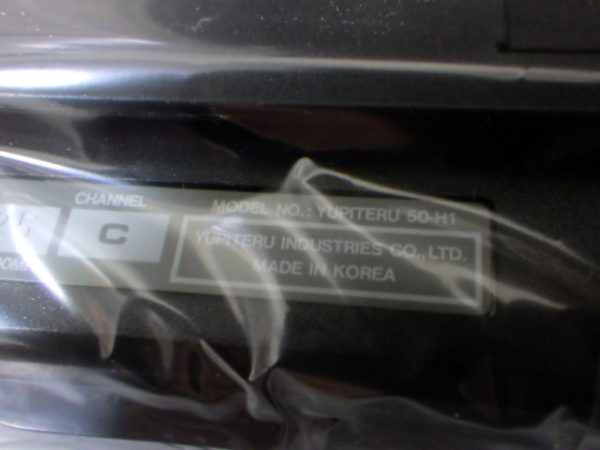 CHANNEL
C
MODEL NO.: YUPITERU 50-H1
YUPITERU INDUSTRIES CO., LTD.
MADE IN KOREA